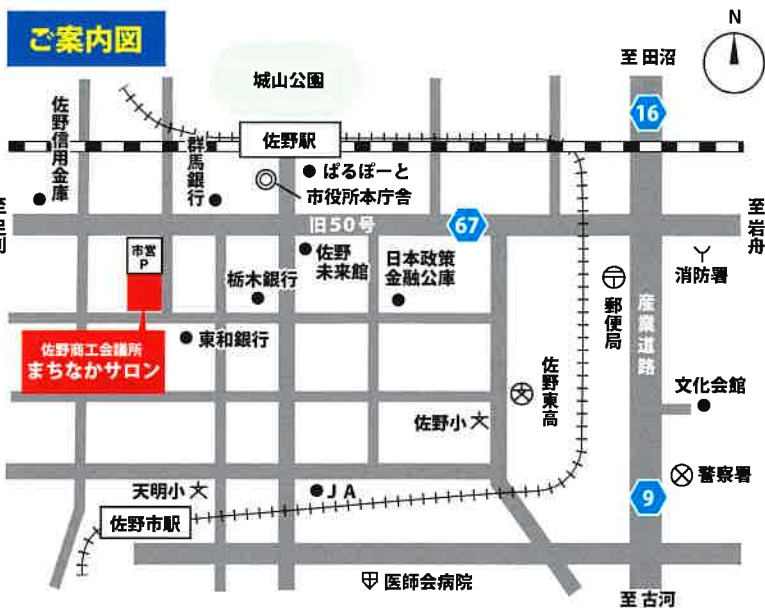 ご案内図
N
至 田沼
城山公園
16
佐野信用金庫
群馬銀行
佐野駅
ぱるぽーと
市役所本庁舎
旧50号
67
至 岩舟
市営
P
佐野
未来館
日本政策
金融公庫
栃木銀行
消防署
郵便局
産業道路
佐野商工会議所
まちなかサロン
東和銀行
佐野東高
文化会館
佐野小
天明小
JA
9
警察署
佐野市駅
医師会病院
至 古河